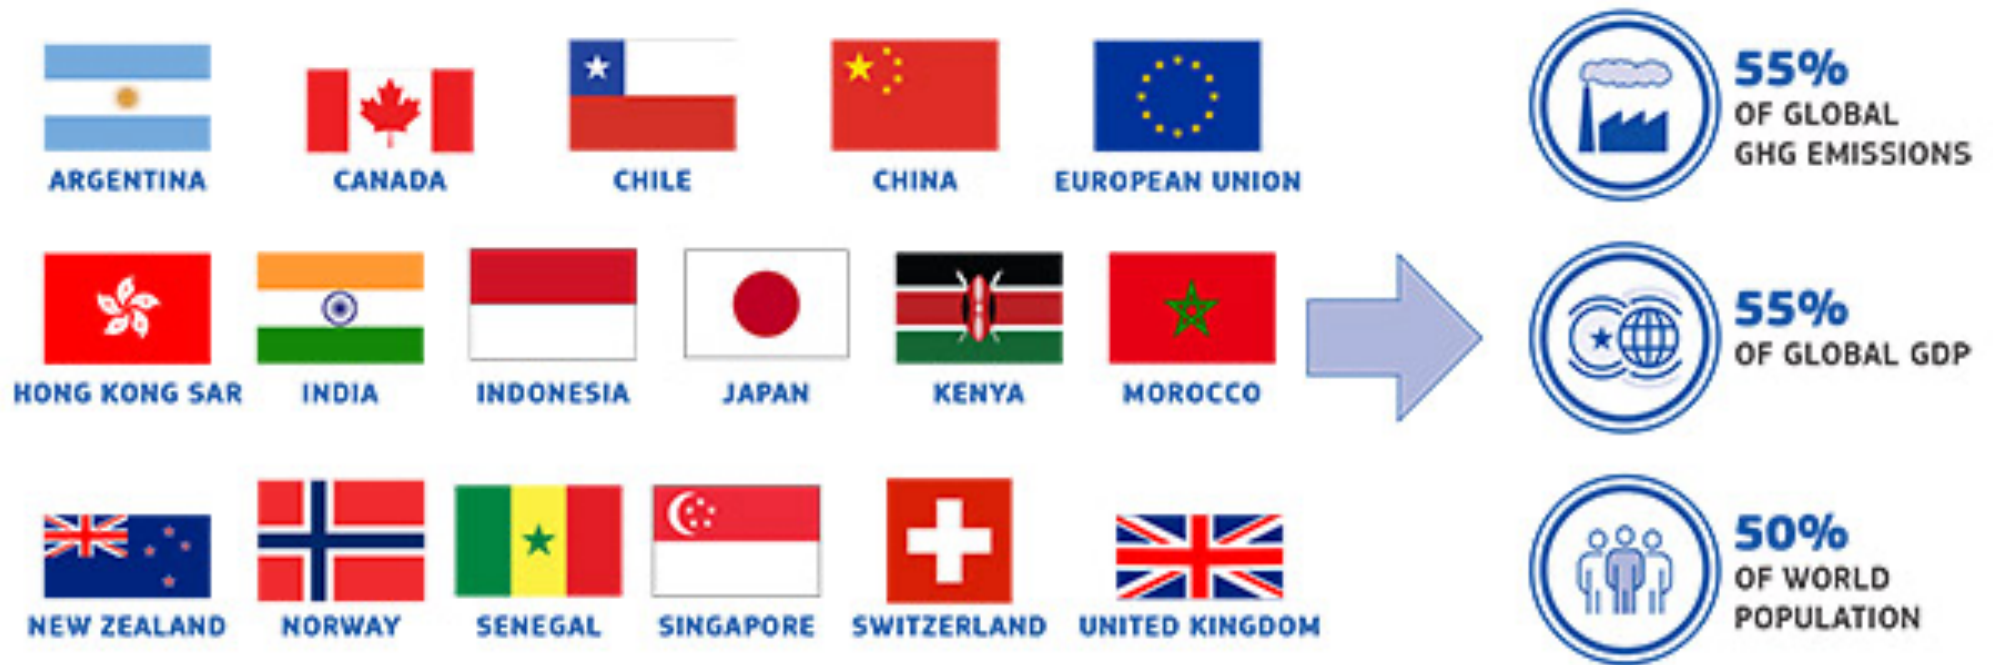 ARGENTINA
CANADA
CHILE
CHINA
EUROPEAN UNION
HONG KONG SAR
INDIA
INDONESIA
JAPAN
KENYA
MOROCCO
NEW ZEALAND
NORWAY
SENEGAL
SINGAPORE
SWITZERLAND
UNITED KINGDOM
55%
OF GLOBAL
GHG EMISSIONS
55%
OF GLOBAL GDP
50%
OF WORLD
POPULATION